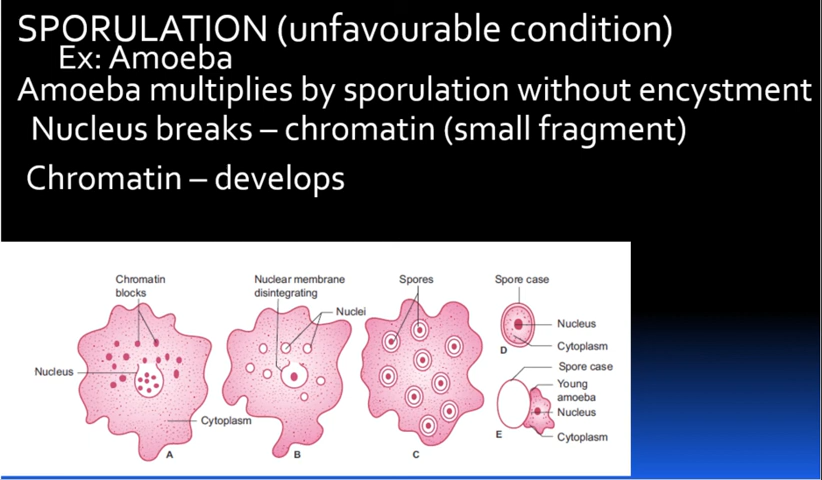 SPORULATION (unfavourable condition)
Ex: Amoeba
Amoeba multiplies by sporulation without encystment
Nucleus breaks – chromatin (small fragment)
Chromatin – develops
Chromatin
blocks
Nucleus
Cytoplasm
A
Nuclear membrane
disintegrating
Nuclei
B
Spores
C
Spore case
Nucleus
Cytoplasm
D
Spore case
Young
amoeba
Nucleus
Cytoplasm
E